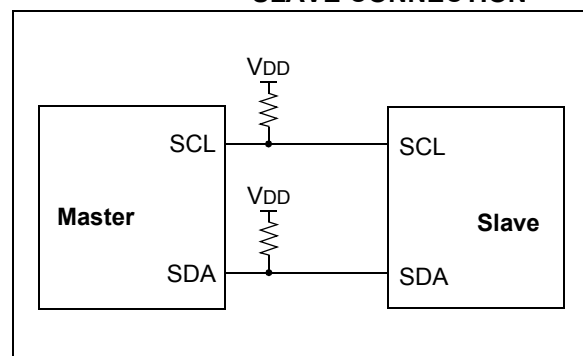 SLAVE CONNECTION
VDD
SCL
SCL
Master
VDD
Slave
SDA
SDA